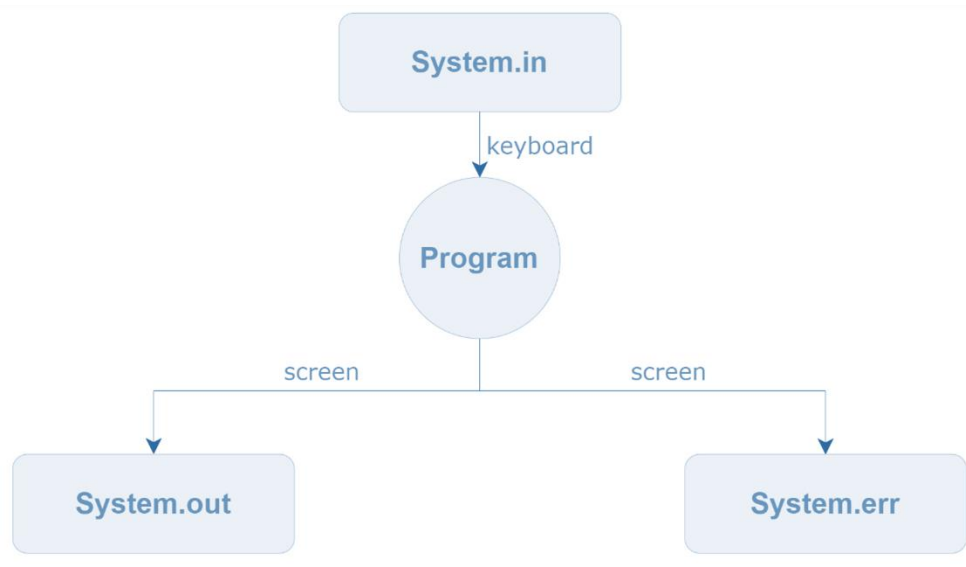 System.in
keyboard
Program
screen
screen
System.out
System.err